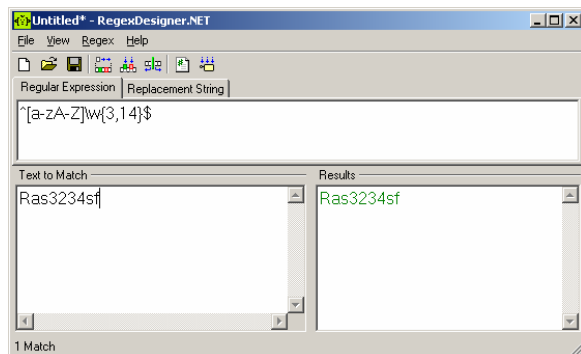 Untitled* - RegexDesigner.NET
File View Regex Help
Regular Expression Replacement String
^[a-zA-Z]\w{3,14}$
Text to Match Results
Ras3234sf Ras3234sf
1 Match